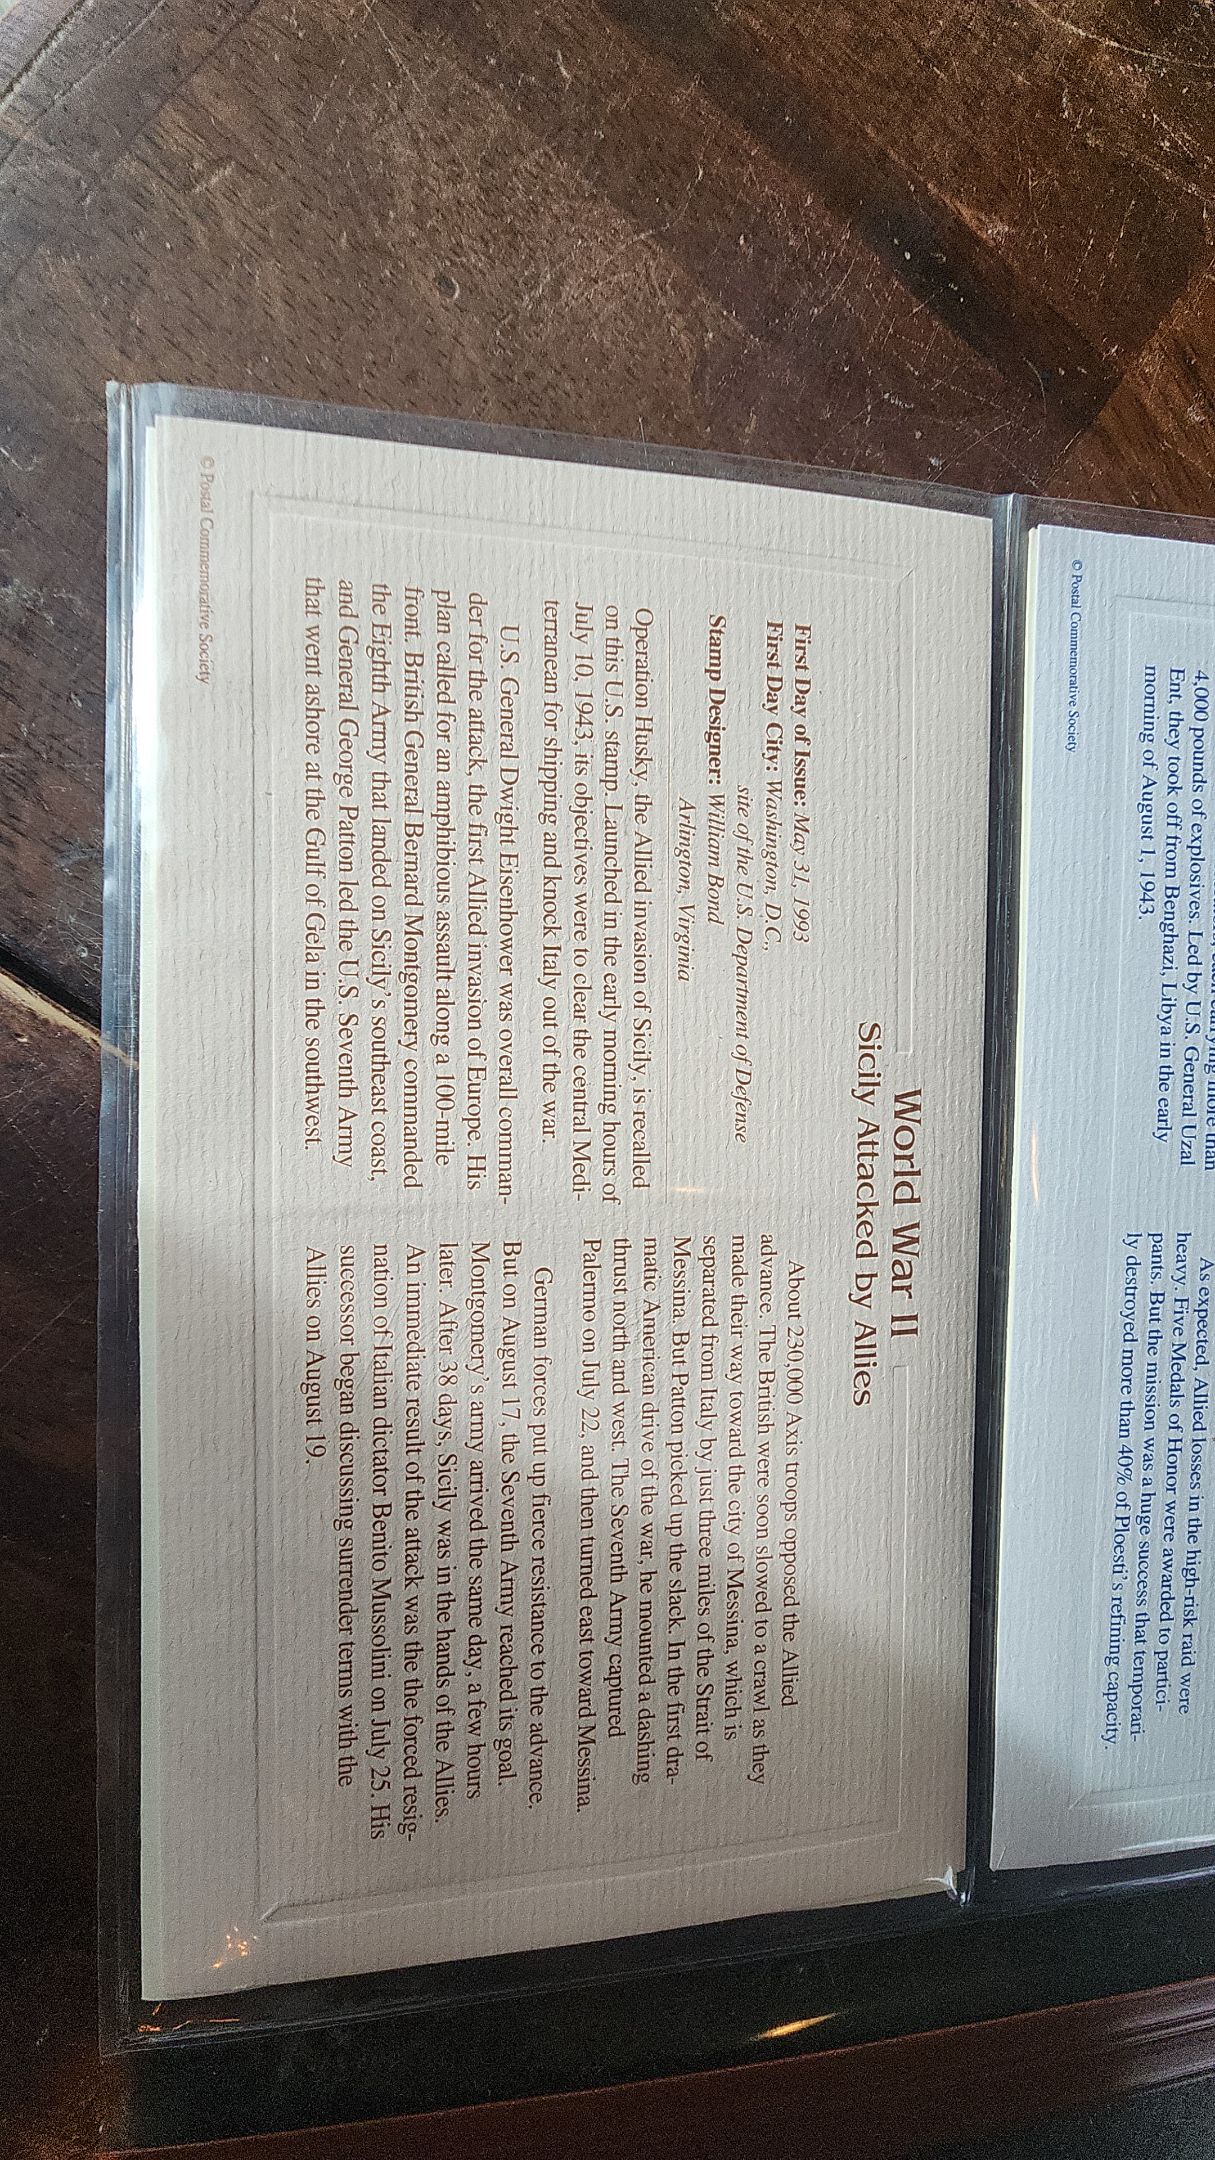 4,000 pounds of explosives. Led by U.S. General Uzal
Ent, they took off from Benghazi, Libya in the early
morning of August 1, 1943.
As expected, Allied losses in the high-risk raid were
heavy. Five Medals of Honor were awarded to partici-
pants. But the mission was a huge success that temporari-
ly destroyed more than 40% of Ploesti's refining capacity.
© Postal Commemorative Society
World War II
Sicily Attacked by Allies
First Day of Issue: May 31, 1993
First Day City: Washington, D.C.,
site of the U.S. Department of Defense
Stamp Designer: William Bond
Arlington, Virginia
Operation Husky, the Allied invasion of Sicily, is recalled
on this U.S. stamp. Launched in the early morning hours of
July 10, 1943, its objectives were to clear the central Medi-
terranean for shipping and knock Italy out of the war.
U.S. General Dwight Eisenhower was overall comman-
der for the attack, the first Allied invasion of Europe. His
plan called for an amphibious assault along a 100-mile
front. British General Bernard Montgomery commanded
the Eighth Army that landed on Sicily's southeast coast,
and General George Patton led the U.S. Seventh Army
that went ashore at the Gulf of Gela in the southwest.
About 230,000 Axis troops opposed the Allied
advance. The British were soon slowed to a crawl as they
made their way toward the city of Messina, which is
separated from Italy by just three miles of the Strait of
Messina. But Patton picked up the slack. In the first dra-
matic American drive of the war, he mounted a dashing
thrust north and west. The Seventh Army captured
Palermo on July 22, and then turned east toward Messina.
German forces put up fierce resistance to the advance.
But on August 17, the Seventh Army reached its goal.
Montgomery's army arrived the same day, a few hours
later. After 38 days, Sicily was in the hands of the Allies.
An immediate result of the attack was the the forced resig-
nation of Italian dictator Benito Mussolini on July 25. His
successor began discussing surrender terms with the
Allies on August 19.
© Postal Commemorative Society